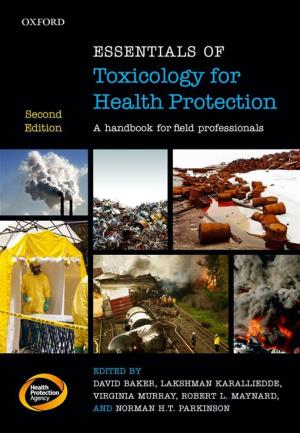 OXFORD
ESSENTIALS OF
Toxicology for
Health Protection
Second
Edition
A handbook for field professionals
EDITED BY
DAVID BAKER, LAKSHMAN KARALLIEDDE,
VIRGINIA MURRAY, ROBERT L. MAYNARD,
AND NORMAN H.T. PARKINSON
Health
Protection
Agency